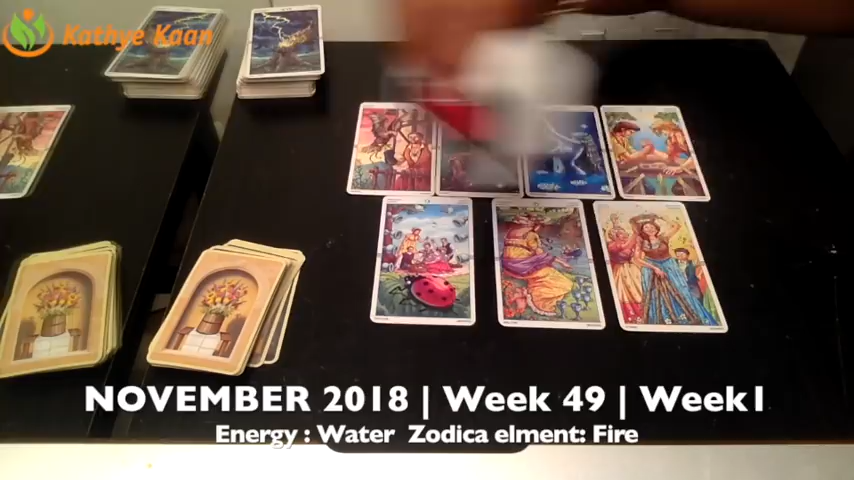 Kathye Kaan
NOVEMBER 2018 | Week 49 | Week1
Energy : Water Zodica elment: Fire